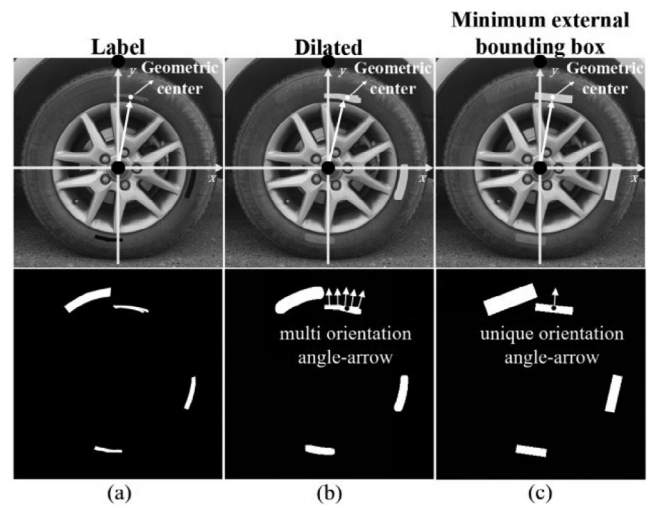 Label
Dilated
Minimum external
bounding box
y
Geometric
center
x
y
Geometric
center
x
y
Geometric
center
x
multi orientation
angle-arrow
unique orientation
angle-arrow
(a)
(b)
(c)